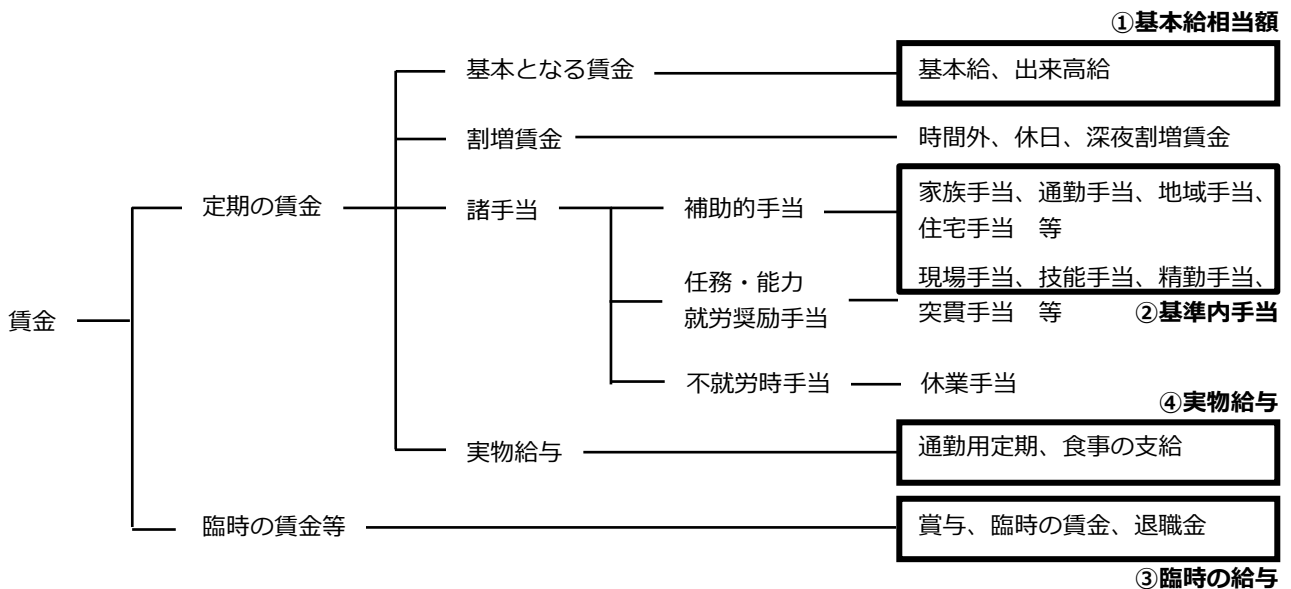 ①基本給相当額
基本となる賃金
基本給、出来高給
割増賃金
時間外、休日、深夜割増賃金
定期の賃金
諸手当
補助的手当
家族手当、通勤手当、地域手当、
住宅手当　等
任務・能力
就労奨励手当
現場手当、技能手当、精勤手当、
突貫手当　等
②基準内手当
賃金
不就労時手当
休業手当
④実物給与
実物給与
通勤用定期、食事の支給
臨時の賃金等
賞与、臨時の賃金、退職金
③臨時の給与